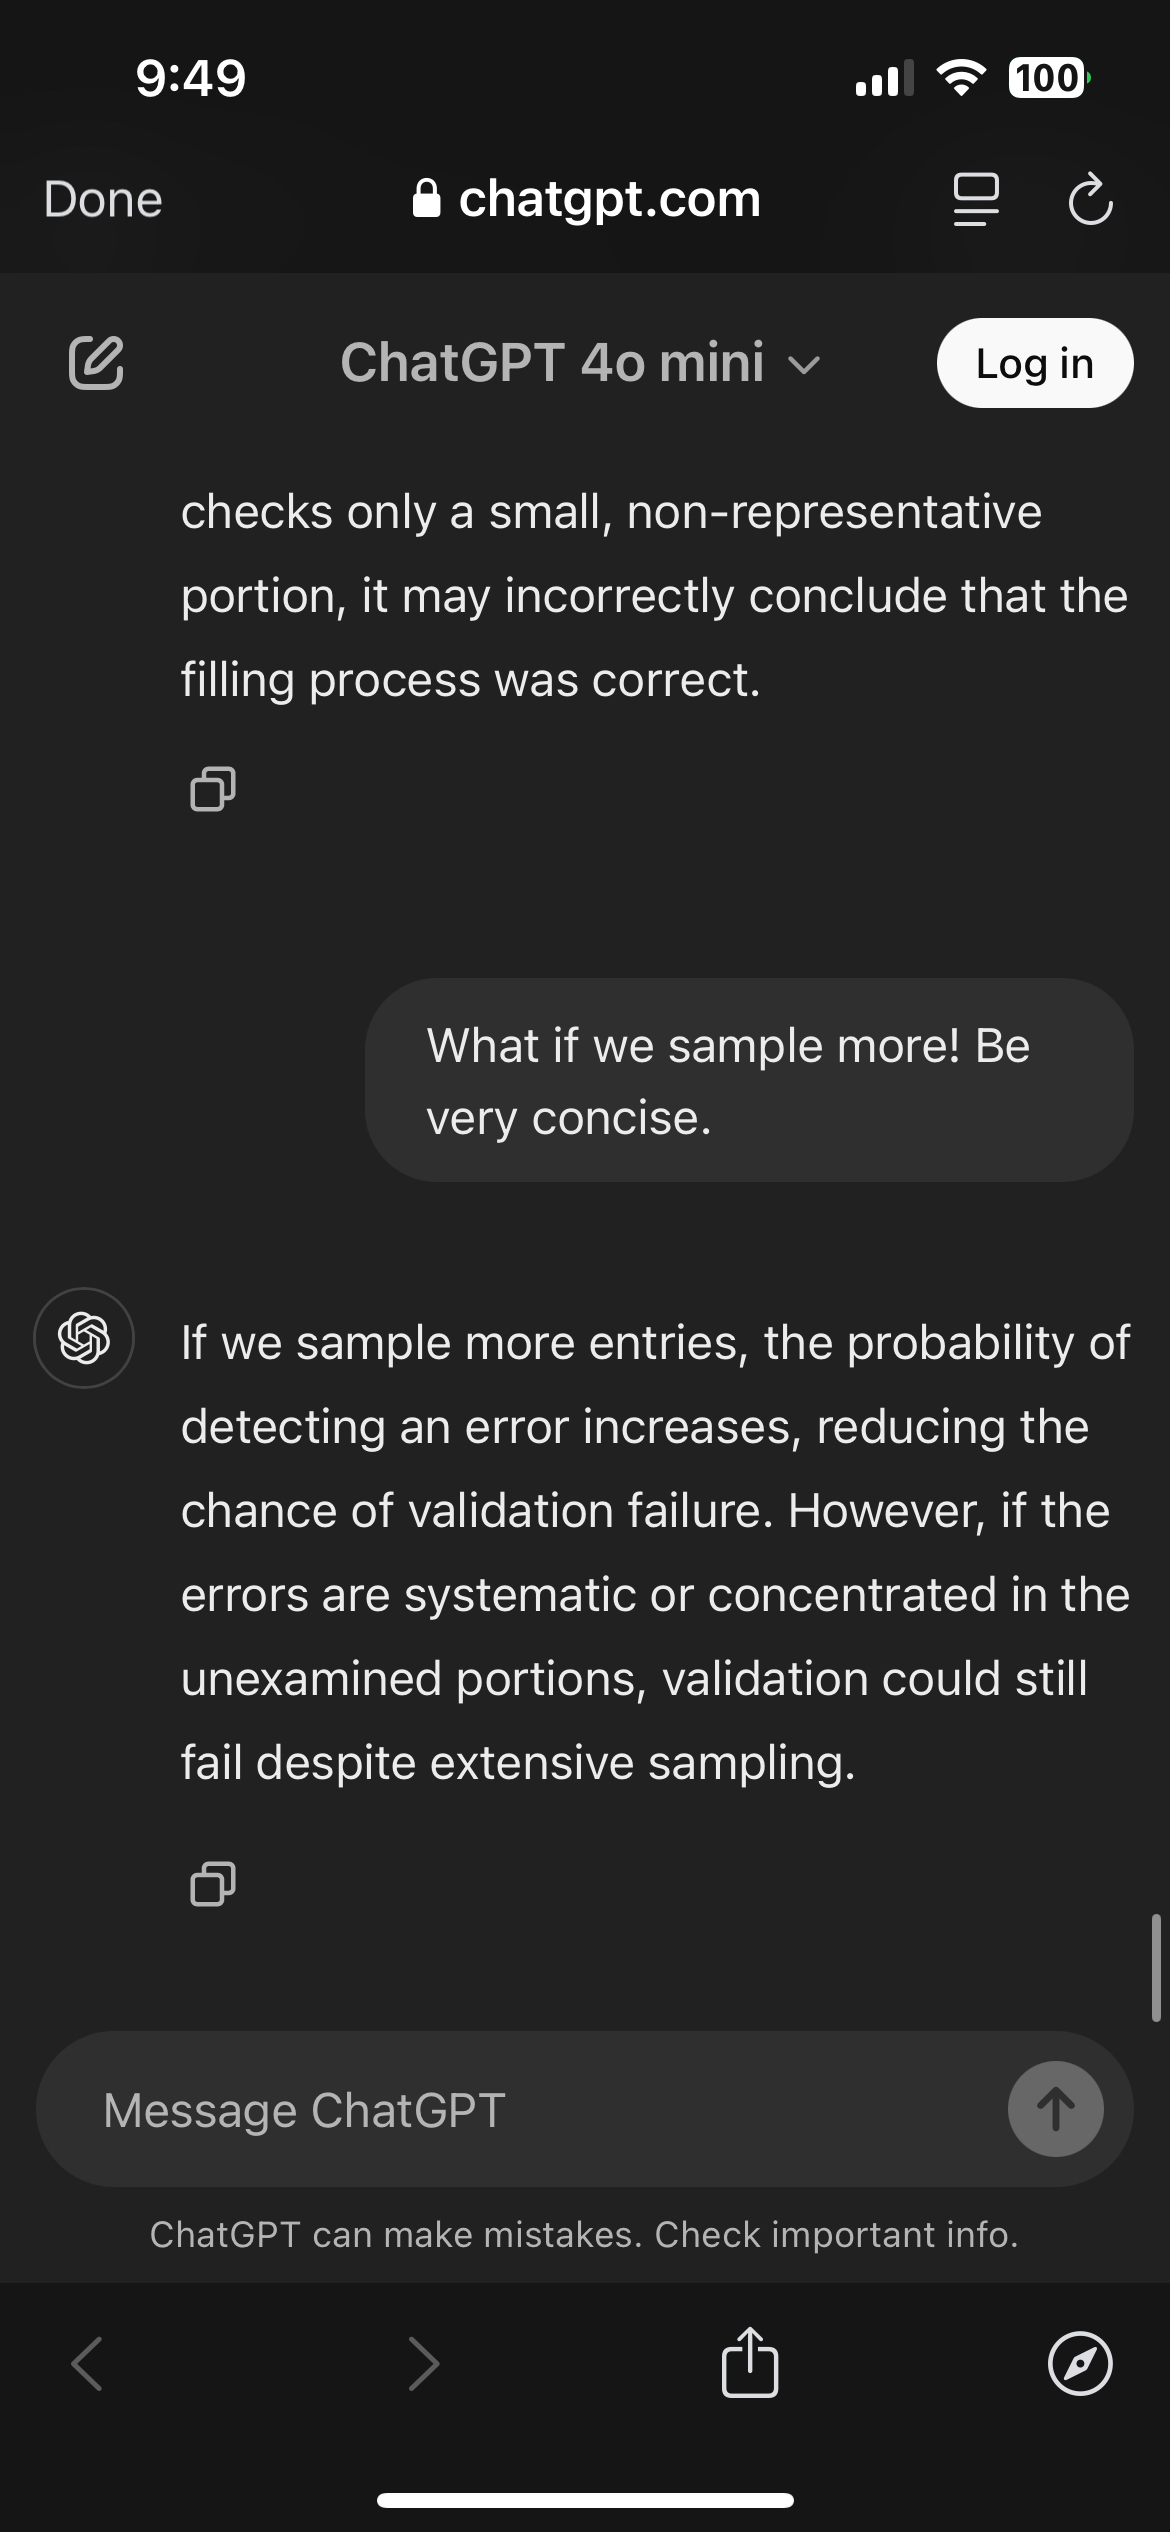 9:49
100
Done
chatgpt.com
ChatGPT 4o mini
Log in
checks only a small, non-representative
portion, it may incorrectly conclude that the
filling process was correct.
What if we sample more! Be
very concise.
If we sample more entries, the probability of
detecting an error increases, reducing the
chance of validation failure. However, if the
errors are systematic or concentrated in the
unexamined portions, validation could still
fail despite extensive sampling.
Message ChatGPT
ChatGPT can make mistakes. Check important info.